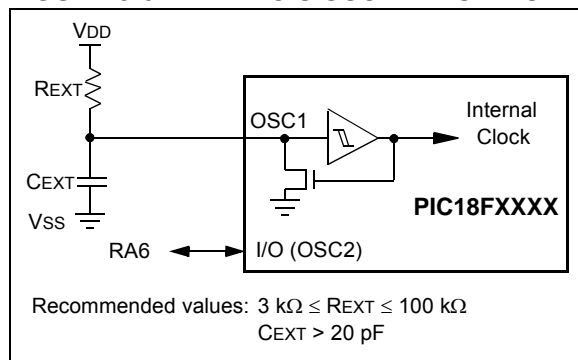 VDD
REXT
OSC1
Internal
Clock
CEXT
PIC18FXXXX
VSS
RA6
I/O (OSC2)
Recommended values: 3 kΩ ≤ REXT ≤ 100 kΩ
CEXT > 20 pF